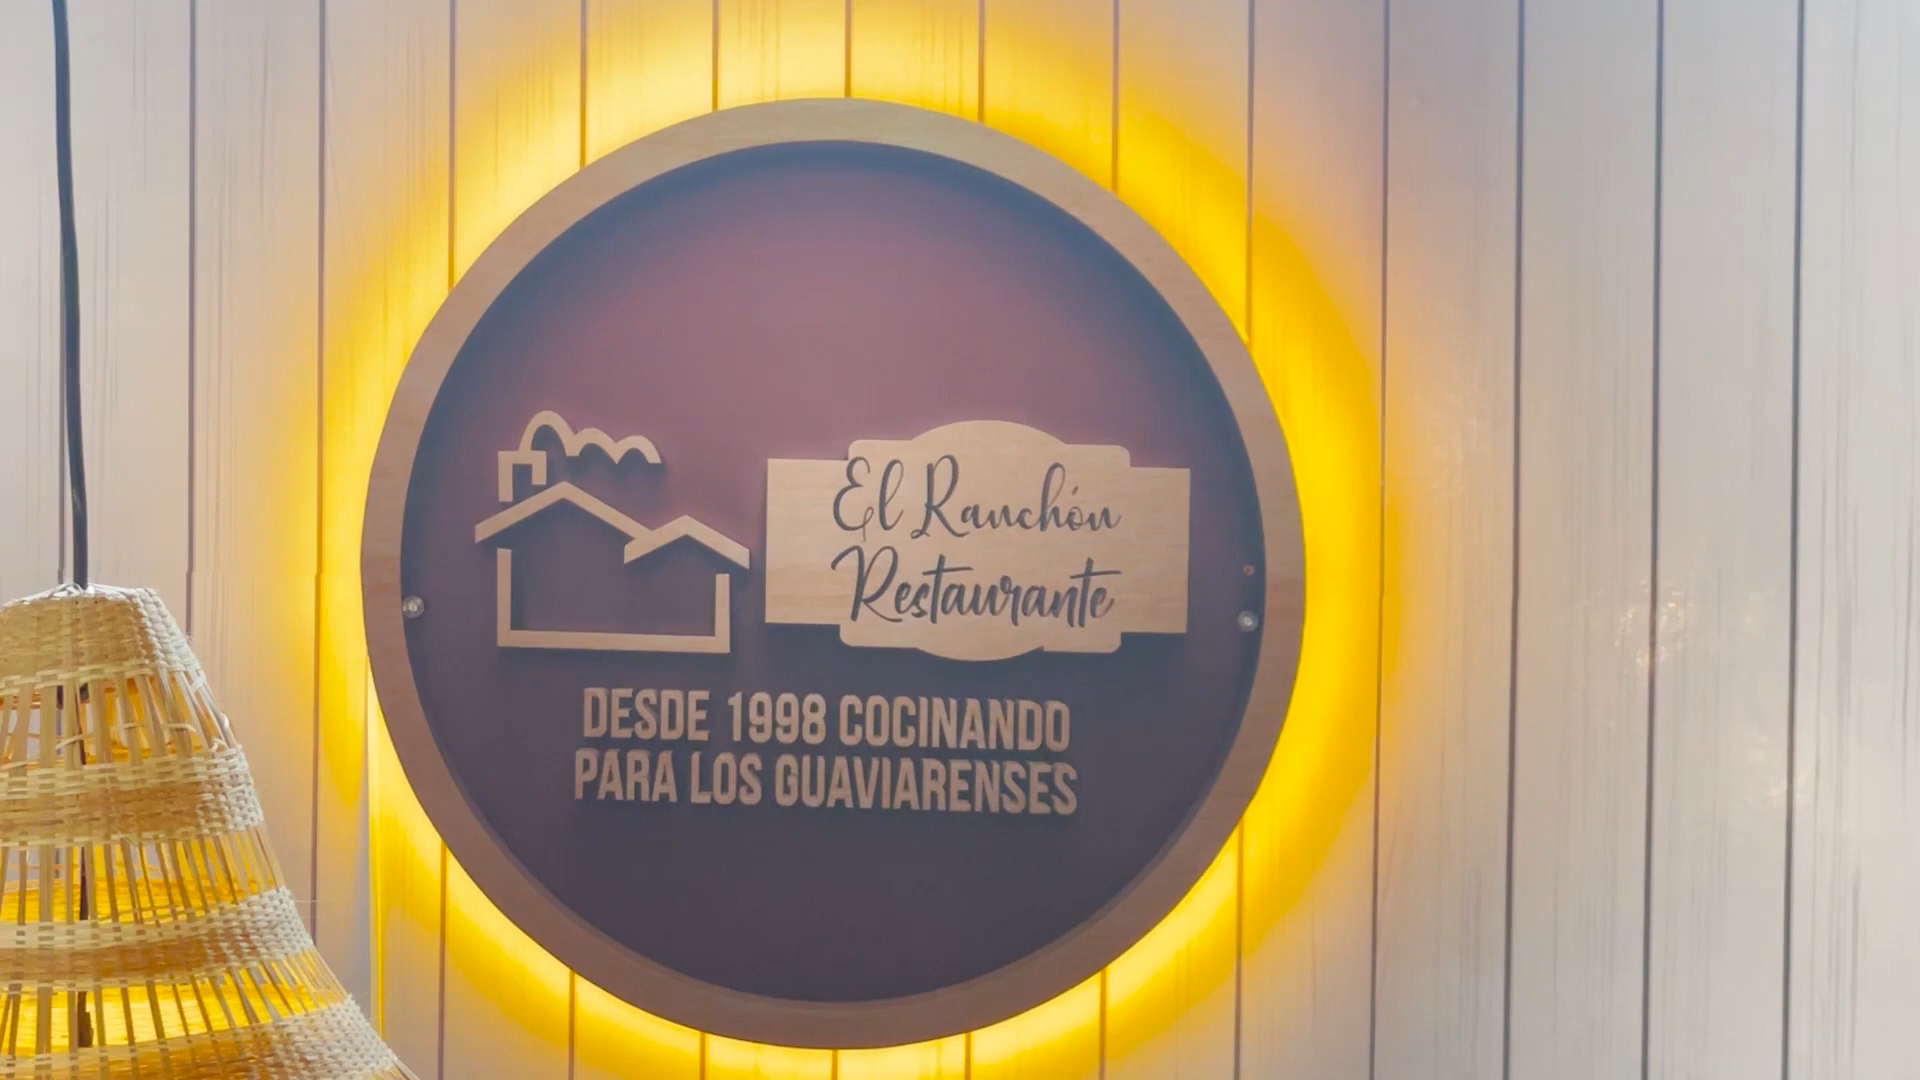 El Ranchón
Restaurante
DESDE 1998 COCINANDO
PARA LOS GUAVIARENSES